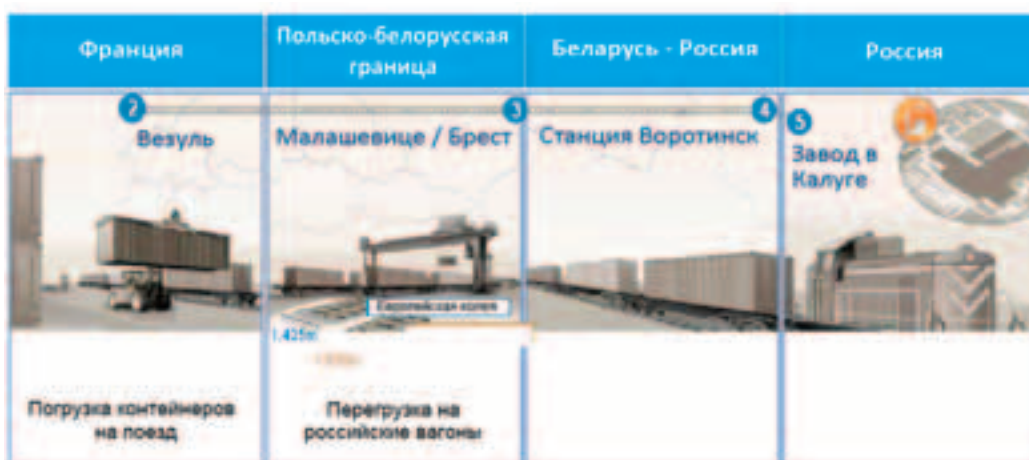 Франция
Польско-белорусская
граница
Беларусь - Россия
Россия
2
Везуль
3
Малашевице / Брест
4
Станция Воротинск
5
Завод в
Калуге
Европейская колея
1,435m
Погрузка контейнеров
на поезд
Перегрузка на
российские вагоны